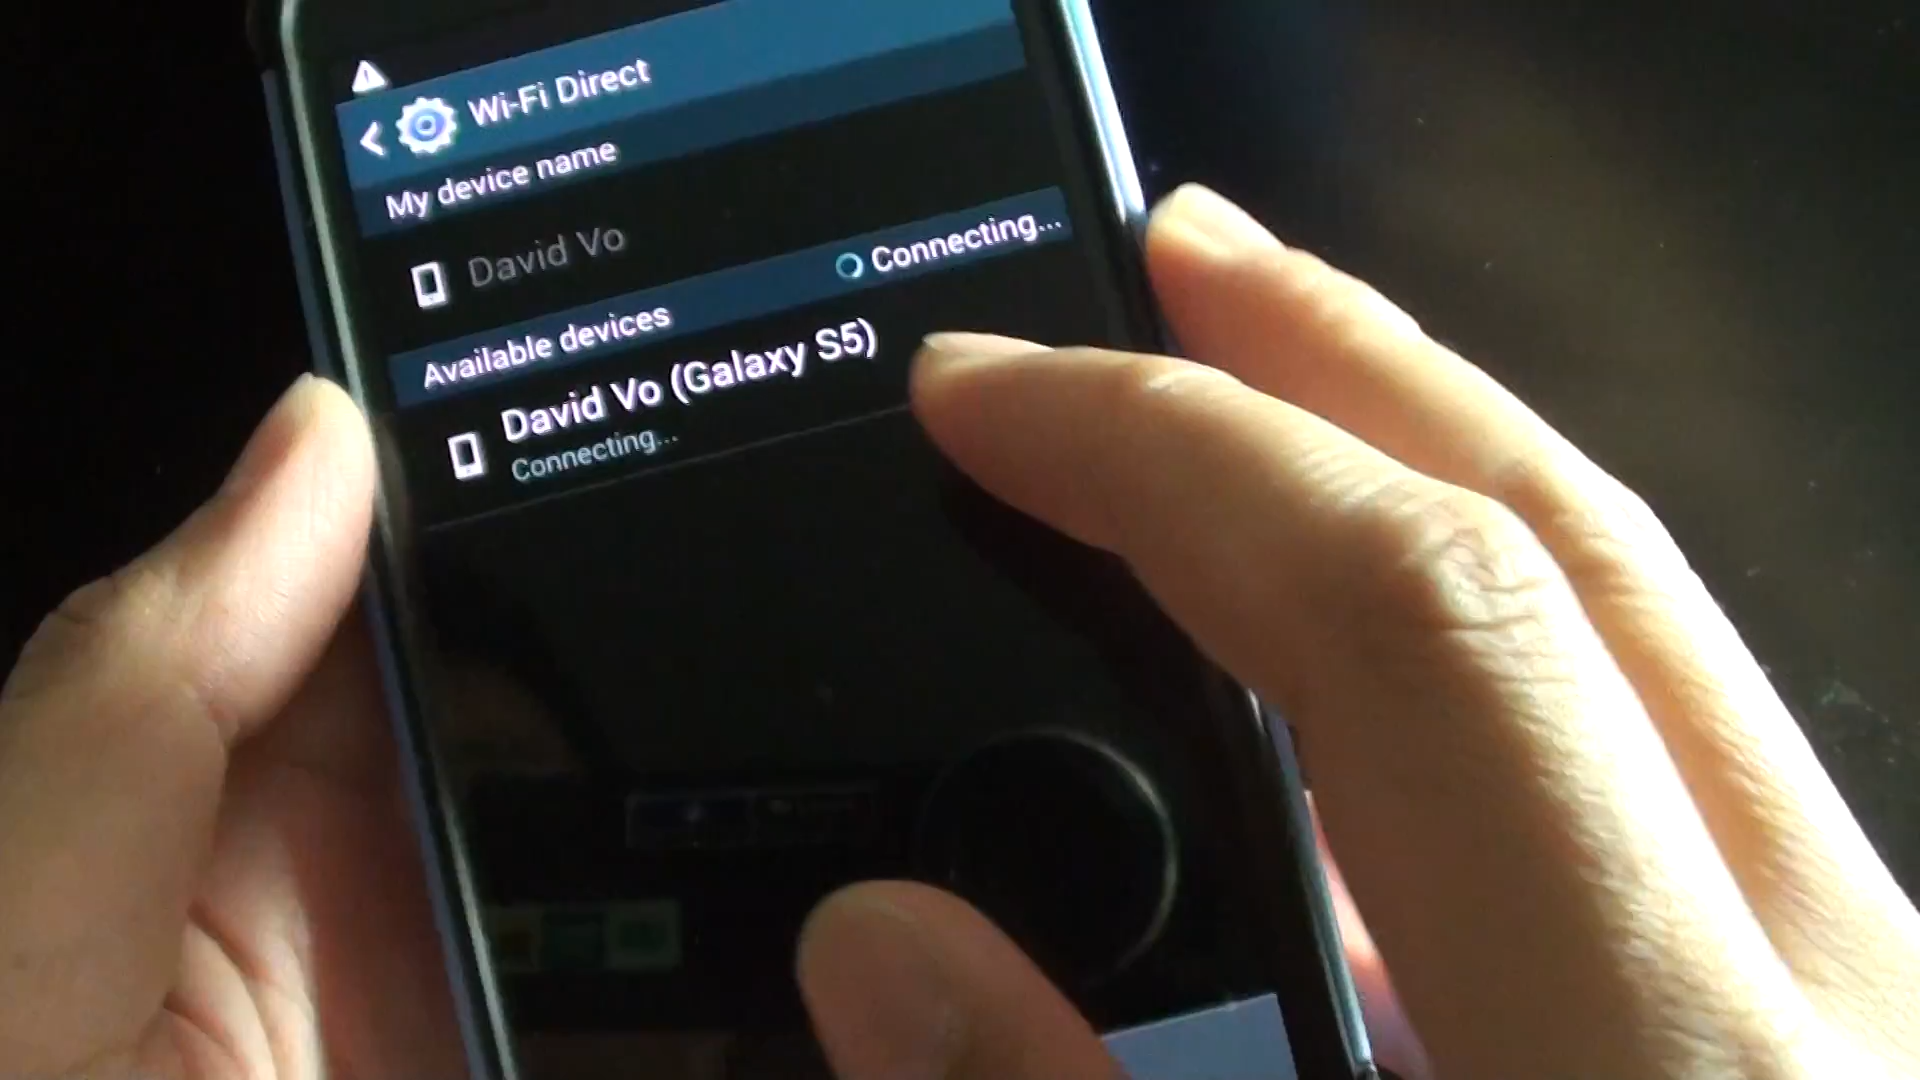 Wi-Fi Direct
My device name
David Vo
Connecting...
Available devices
David Vo (Galaxy S5)
Connecting...